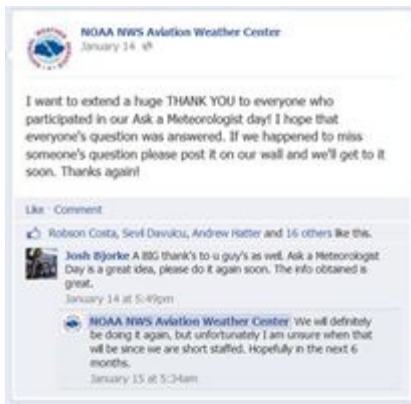 NOAA NWS Aviation Weather Center
January 14
I want to extend a huge THANK YOU to everyone who
participated in our Ask a Meteorologist day! I hope that
everyone's question was answered. If we happened to miss
someone's question please post it on our wall and we'll get to it
soon. Thanks again!
Like · Comment
Robson Costa, Sevil Davulcu, Andrew Hatter and 16 others like this.
Josh Bjorke A BIG thank's to u guy's as well. Ask a Meteorologist
Day is a great idea, please do it again soon. The info obtained is
great.
January 14 at 5:49pm
NOAA NWS Aviation Weather Center We will definitely
be doing it again, but unfortunately I am unsure when that
will be since we are short staffed. Hopefully in the next 6
months.
January 15 at 5:34am